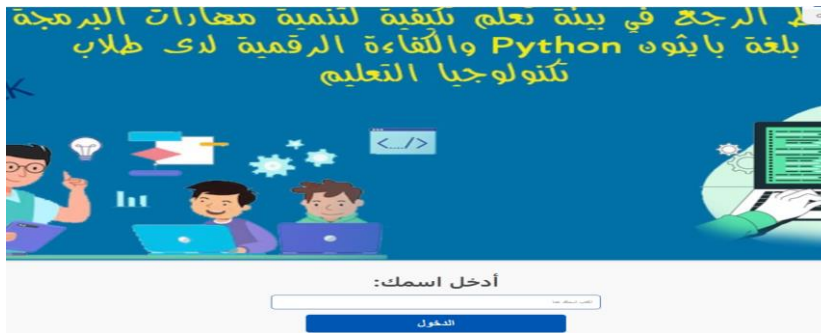 الرجع في بيئة تعلم تكيفية لتنمية مهارات البرمجة
بلغة بايثون Python والكفاءة الرقمية لدى طلاب
تكنولوجيا التعليم
K
<.../>
أدخل اسمك:
الدخول